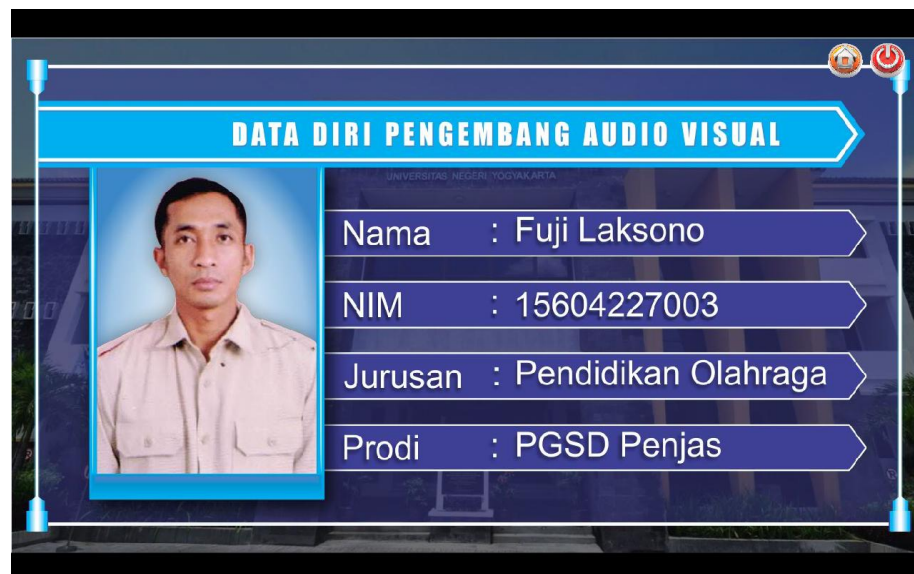 DATA DIRI PENGEMBANG AUDIO VISUAL
UNIVERSITAS NEGERI YOGYAKARTA
Nama : Fuji Laksono
NIM : 15604227003
Jurusan : Pendidikan Olahraga
Prodi : PGSD Penjas